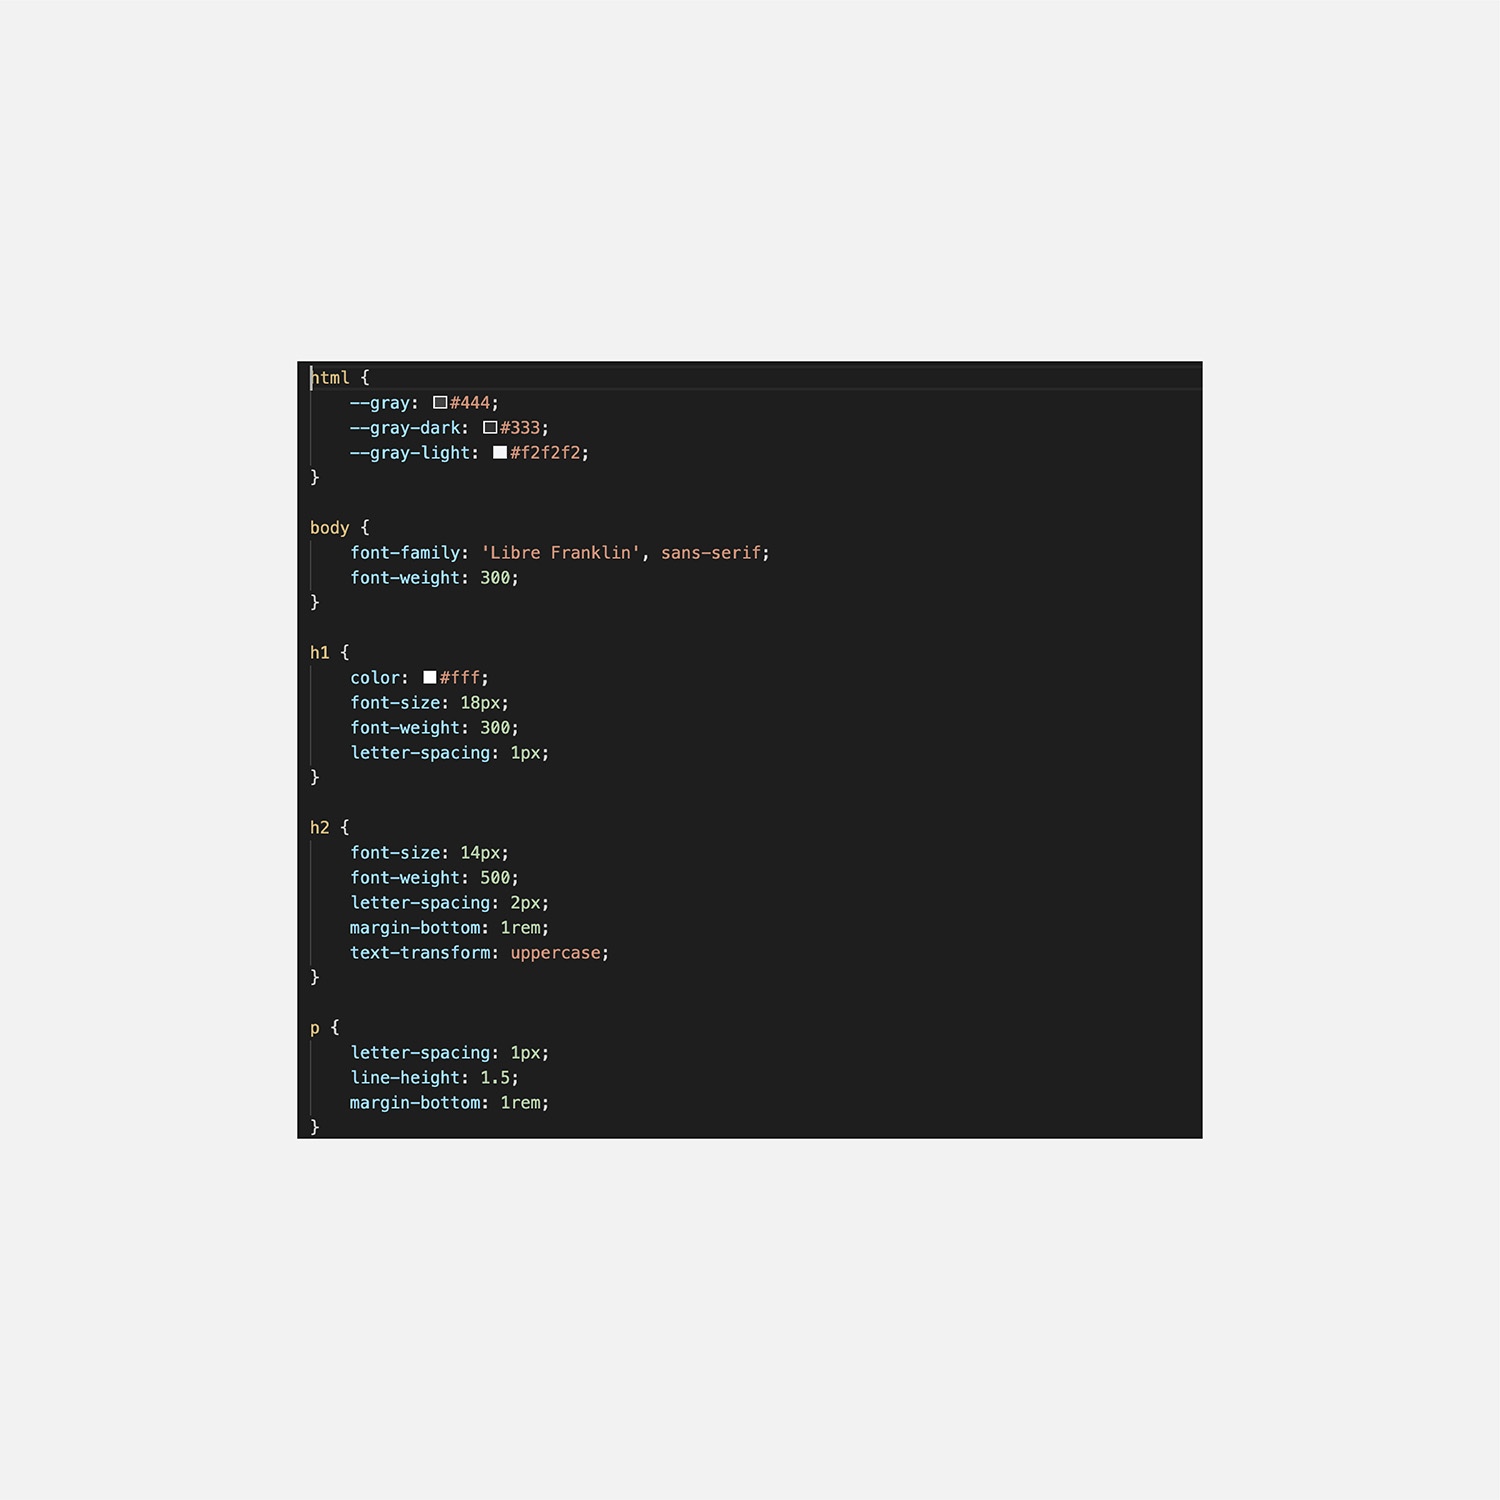 html {
    --gray: #444;
    --gray-dark: #333;
    --gray-light: #f2f2f2;
}

body {
    font-family: 'Libre Franklin', sans-serif;
    font-weight: 300;
}

h1 {
    color: #fff;
    font-size: 18px;
    font-weight: 300;
    letter-spacing: 1px;
}

h2 {
    font-size: 14px;
    font-weight: 500;
    letter-spacing: 2px;
    margin-bottom: 1rem;
    text-transform: uppercase;
}

p {
    letter-spacing: 1px;
    line-height: 1.5;
    margin-bottom: 1rem;
}